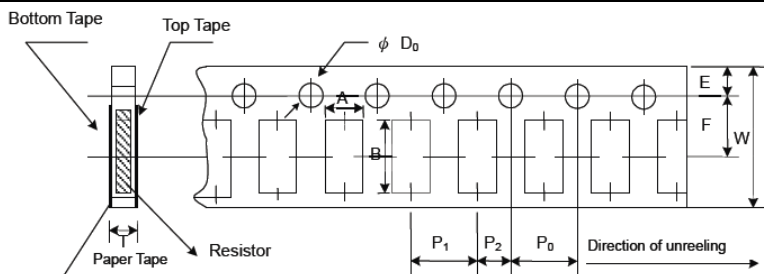 Bottom Tape
Top Tape
ϕ D₀
E
A
F
W
B
P₁
P₂
P₀
Direction of unreeling
T
Resistor
Paper Tape